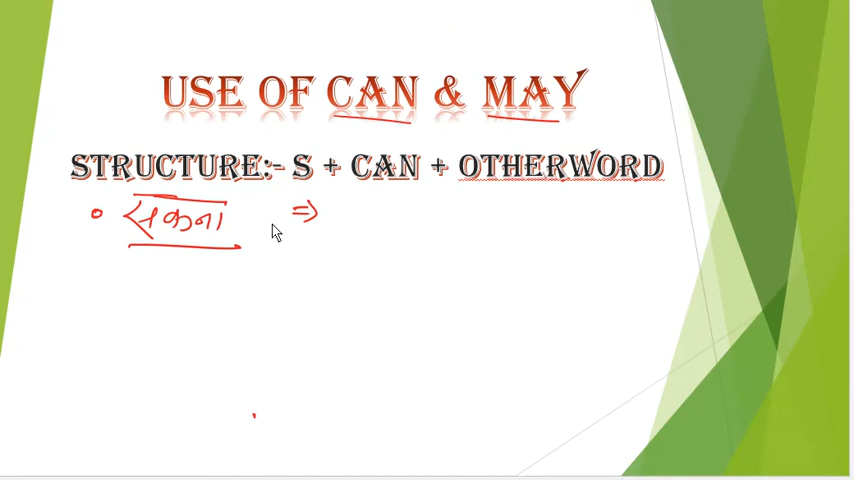 USE OF CAN & MAY
STRUCTURE:- S + CAN + OTHERWORD
• सकना ⇒